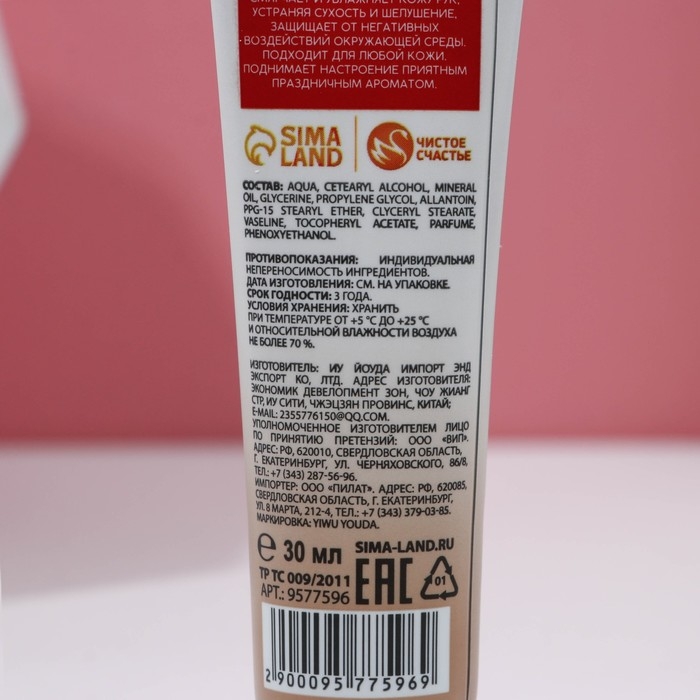 СМЯГЧАЕТ И УВЛАЖНЯЕТ КОЖУ РУК,
УСТРАНЯЯ СУХОСТЬ И ШЕЛУШЕНИЕ,
ЗАЩИЩАЕТ ОТ НЕГАТИВНЫХ
ВОЗДЕЙСТВИЙ ОКРУЖАЮЩЕЙ СРЕДЫ.
ПОДХОДИТ ДЛЯ ЛЮБОЙ КОЖИ.
ПОДНИМАЕТ НАСТРОЕНИЕ ПРИЯТНЫМ
ПРАЗДНИЧНЫМ АРОМАТОМ.
SIMA LAND
ЧИСТОЕ СЧАСТЬЕ
СОСТАВ: AQUA, CETEARYL ALCOHOL, MINERAL
OIL, GLYCERINE, PROPYLENE GLYCOL, ALLANTOIN,
PPG-15 STEARYL ETHER, CLYCERYL STEARATE,
VASELINE, TOCOPHERYL ACETATE, PARFUME,
PHENOXYETHANOL.
ПРОТИВОПОКАЗАНИЯ: ИНДИВИДУАЛЬНАЯ
НЕПЕРЕНОСИМОСТЬ ИНГРЕДИЕНТОВ.
ДАТА ИЗГОТОВЛЕНИЯ: СМ. НА УПАКОВКЕ.
СРОК ГОДНОСТИ: 3 ГОДА.
УСЛОВИЯ ХРАНЕНИЯ: ХРАНИТЬ
ПРИ ТЕМПЕРАТУРЕ ОТ +5 °C ДО +25 °C
И ОТНОСИТЕЛЬНОЙ ВЛАЖНОСТИ ВОЗДУХА
НЕ БОЛЕЕ 70 %.
ИЗГОТОВИТЕЛЬ: ИУ ЙОУДА ИМПОРТ ЭНД
ЭКСПОРТ КО, ЛТД. АДРЕС ИЗГОТОВИТЕЛЯ:
ЭКОНОМИК ДЕВЕЛОПМЕНТ ЗОН, ЧОУ ЖИАНГ
СТР, ИУ СИТИ, ЧЖЭЦЗЯН ПРОВИНС, КИТАЙ;
E-MAIL: 2355776150@QQ.COM.
УПОЛНОМОЧЕННОЕ ИЗГОТОВИТЕЛЕМ ЛИЦО
ПО ПРИНЯТИЮ ПРЕТЕНЗИЙ: ООО «ВИП».
АДРЕС: РФ, 620010, СВЕРДЛОВСКАЯ ОБЛАСТЬ,
Г. ЕКАТЕРИНБУРГ, УЛ. ЧЕРНЯХОВСКОГО, 86/8,
ТЕЛ.: +7 (343) 287-56-96.
ИМПОРТЕР: ООО «ПИЛАТ». АДРЕС: РФ, 620085,
СВЕРДЛОВСКАЯ ОБЛАСТЬ, Г. ЕКАТЕРИНБУРГ,
УЛ. 8 МАРТА, 212-4, ТЕЛ.: +7 (343) 379-03-85.
МАРКИРОВКА: YIWU YOUDA.
℮ 30 МЛ SIMA-LAND.RU
ТР ТС 009/2011 EAC 01
АРТ.: 9577596
2 900095 775969